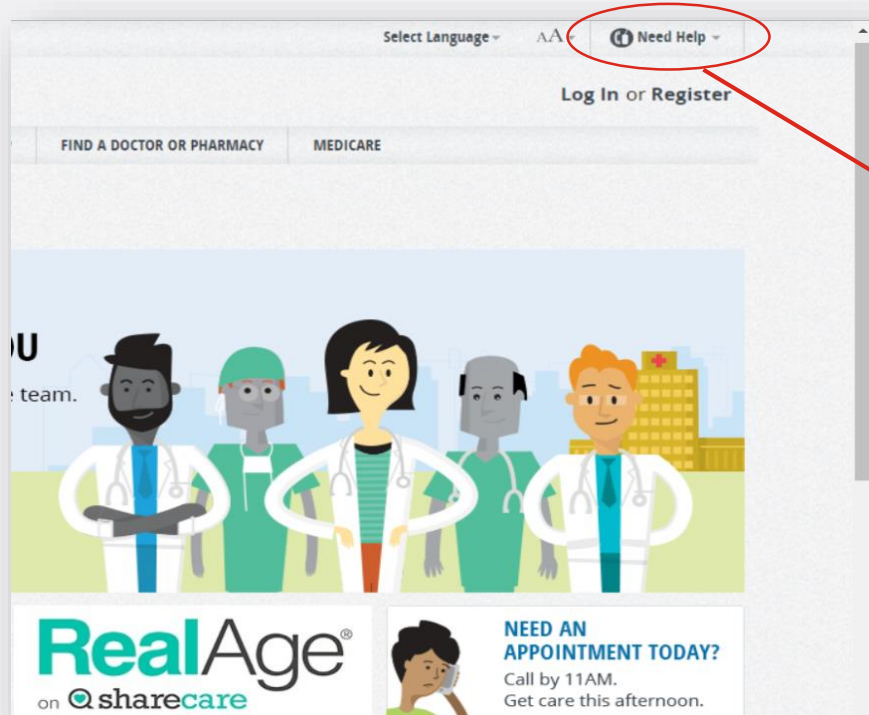 Select Language AA Need Help
Log In or Register
FIND A DOCTOR OR PHARMACY MEDICARE
OU
team.
RealAge®
on sharecare
NEED AN
APPOINTMENT TODAY?
Call by 11AM.
Get care this afternoon.